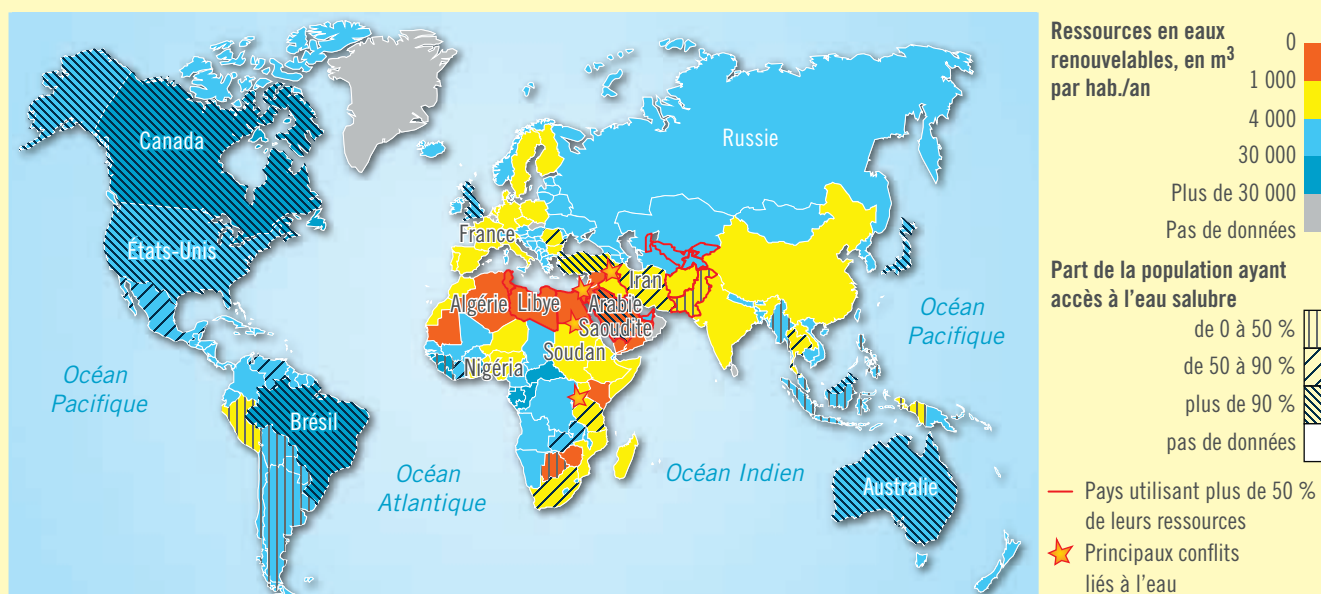 Canada
États-Unis
Brésil
Russie
France
Algérie
Libye
Iran
Arabie
Saoudite
Soudan
Nigéria
Australie
Océan
Pacifique
Océan
Atlantique
Océan Indien
Océan
Pacifique
Ressources en eaux
renouvelables, en m³
par hab./an
0
1 000
4 000
30 000
Plus de 30 000
Pas de données
Part de la population ayant
accès à l'eau salubre
de 0 à 50 %
de 50 à 90 %
plus de 90 %
pas de données
Pays utilisant plus de 50 %
de leurs ressources
Principaux conflits
liés à l'eau